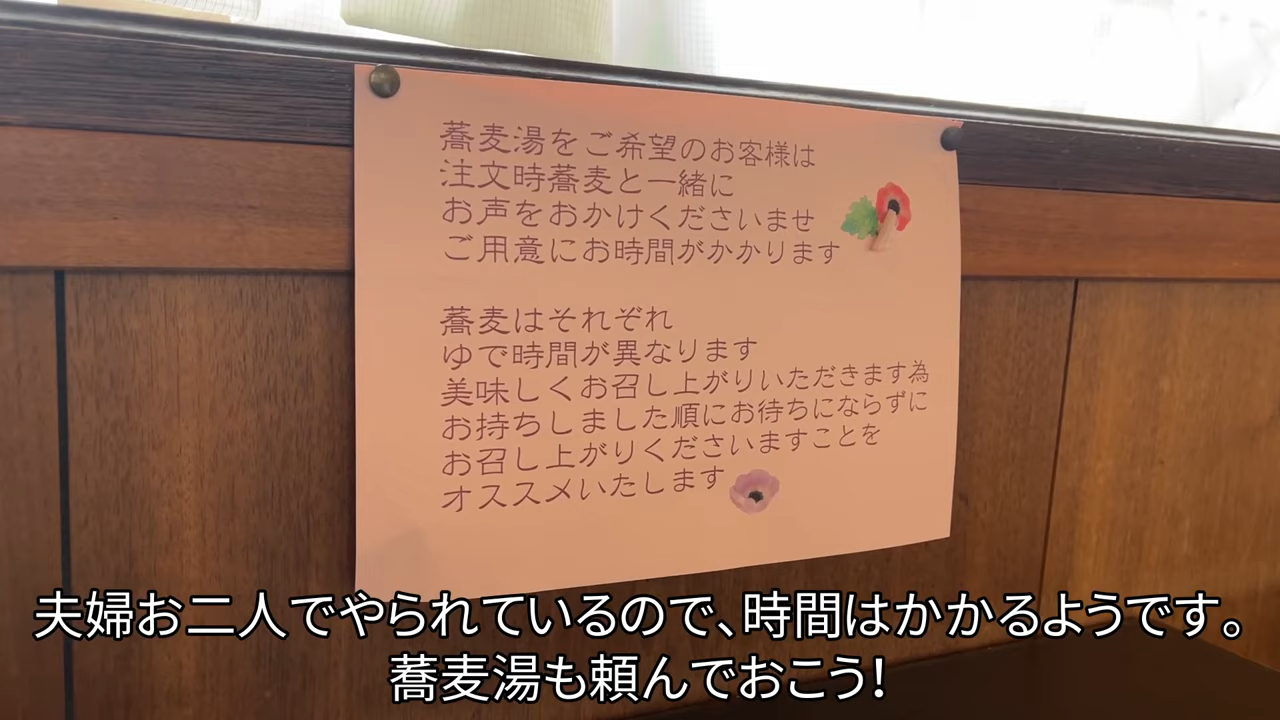 蕎麦湯をご希望のお客様は
注文時蕎麦と一緒に
お声をおかけくださいませ
ご用意にお時間がかかります
蕎麦はそれぞれ
ゆで時間が異なります
美味しくお召し上がりいただきます為
お持ちしました順にお待ちにならずに
お召し上がりくださいますことを
オススメいたします
夫婦お二人でやられているので、時間はかかるようです。
蕎麦湯も頼んでおこう!